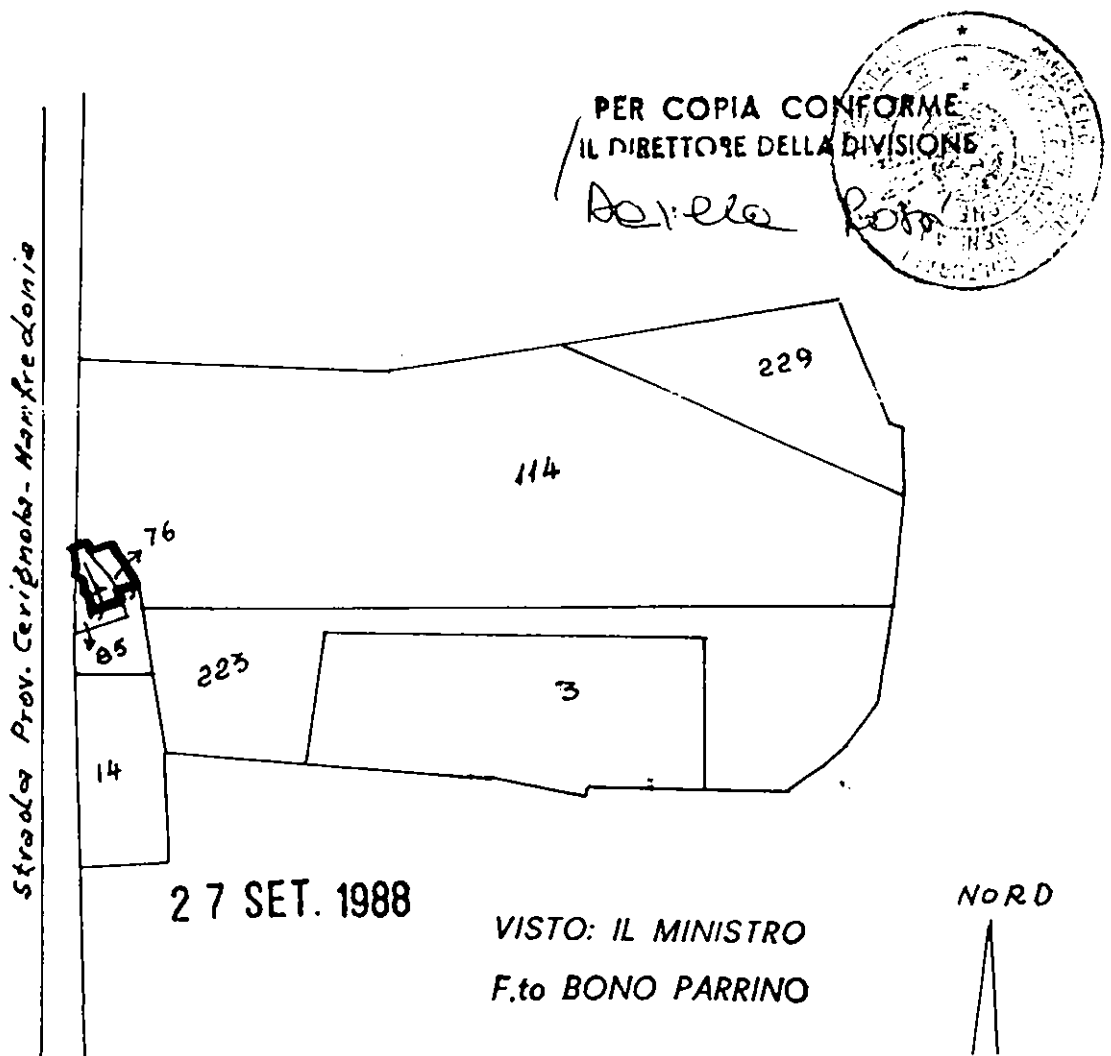 PER COPIA CONFORME
IL DIRETTORE DELLA DIVISIONE
229
114
76
85
223
3
14
Strada Prov. Cerignola-Manfredonia
27 SET. 1988
NORD
VISTO: IL MINISTRO
F.to BONO PARRINO